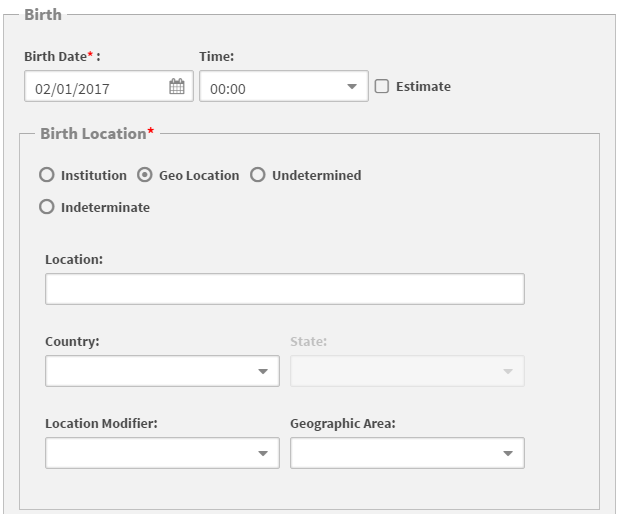 Birth
Birth Date* : Time:
02/01/2017 00:00 Estimate
Birth Location*
Institution Geo Location Undetermined
Indeterminate
Location:
Country: State:
Location Modifier: Geographic Area: